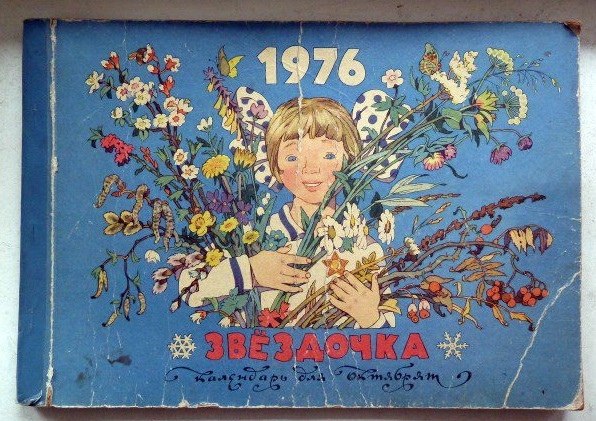 1976
ЗВЁЗДОЧКА
календарь для октябрят